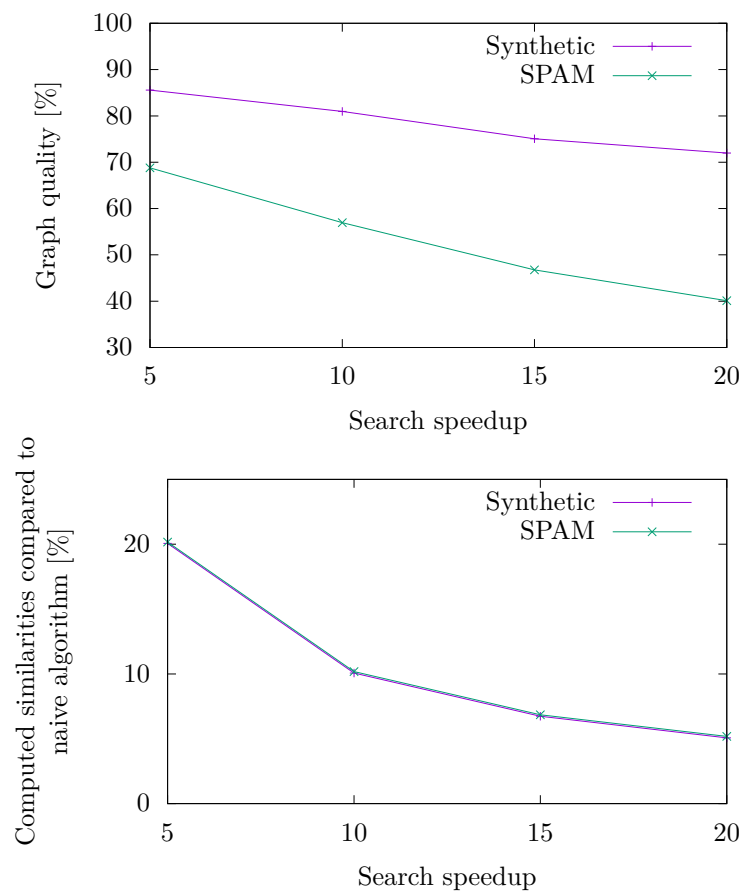 100
90
80
70
60
50
40
30
Graph quality [%]
Synthetic
SPAM
5 10 15 20
Search speedup
20
10
0
Computed similarities compared to
naive algorithm [%]
Synthetic
SPAM
5 10 15 20
Search speedup